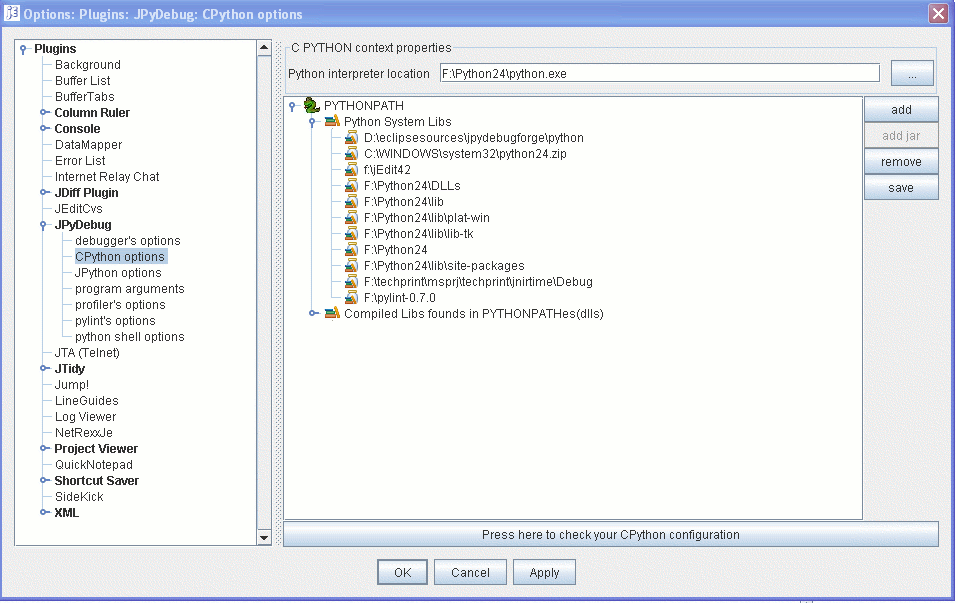 Options: Plugins: JPyDebug: CPython options
Plugins
Background
Buffer List
BufferTabs
Column Ruler
Console
DataMapper
Error List
Internet Relay Chat
JDiff Plugin
JEditCvs
JPyDebug
debugger's options
CPython options
JPython options
program arguments
profiler's options
pylint's options
python shell options
JTA (Telnet)
JTidy
Jump!
LineGuides
Log Viewer
NetRexxJe
Project Viewer
QuickNotepad
Shortcut Saver
SideKick
XML
C PYTHON context properties
Python interpreter location F:\Python24\python.exe ...
PYTHONPATH
Python System Libs
D:\eclipsesources\jpydebugforge\python
C:\WINDOWS\system32\python24.zip
f:\jEdit42
F:\Python24\DLLs
F:\Python24\lib
F:\Python24\lib\plat-win
F:\Python24\lib\lib-tk
F:\Python24
F:\Python24\lib\site-packages
F:\techprint\msprj\techprint\jnirtime\Debug
F:\pylint-0.7.0
Compiled Libs founds in PYTHONPATHes(dlls)
add
add jar
remove
save
Press here to check your CPython configuration
OK Cancel Apply